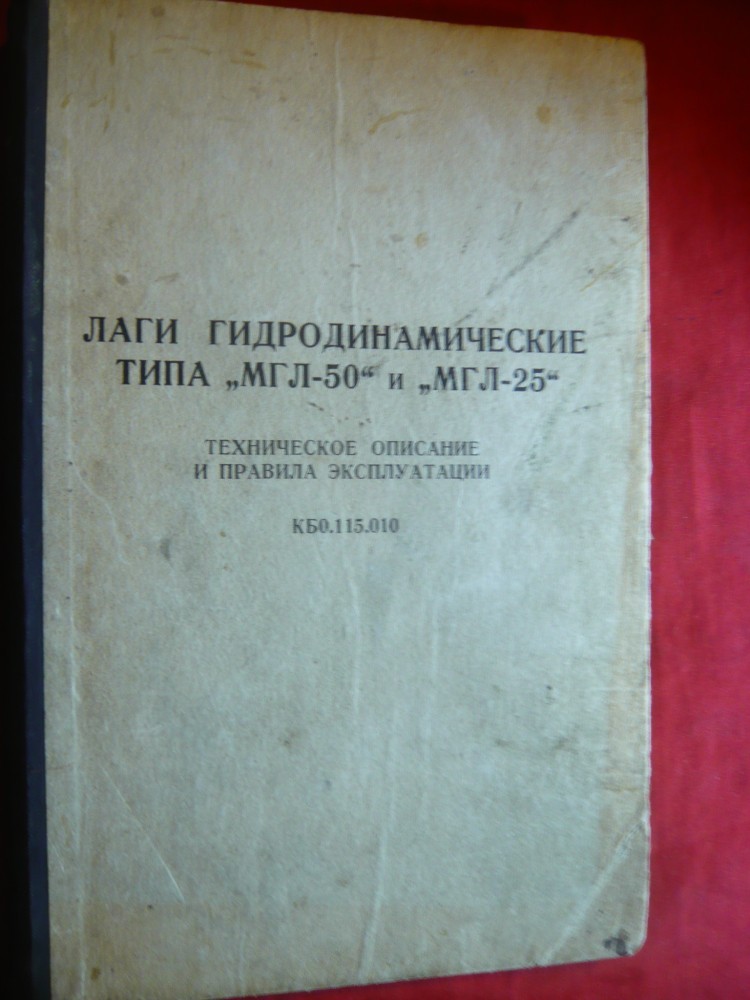 ЛАГИ ГИДРОДИНАМИЧЕСКИЕ
ТИПА „МГЛ-50“ и „МГЛ-25“
ТЕХНИЧЕСКОЕ ОПИСАНИЕ
И ПРАВИЛА ЭКСПЛУАТАЦИИ
КБ0.115.010